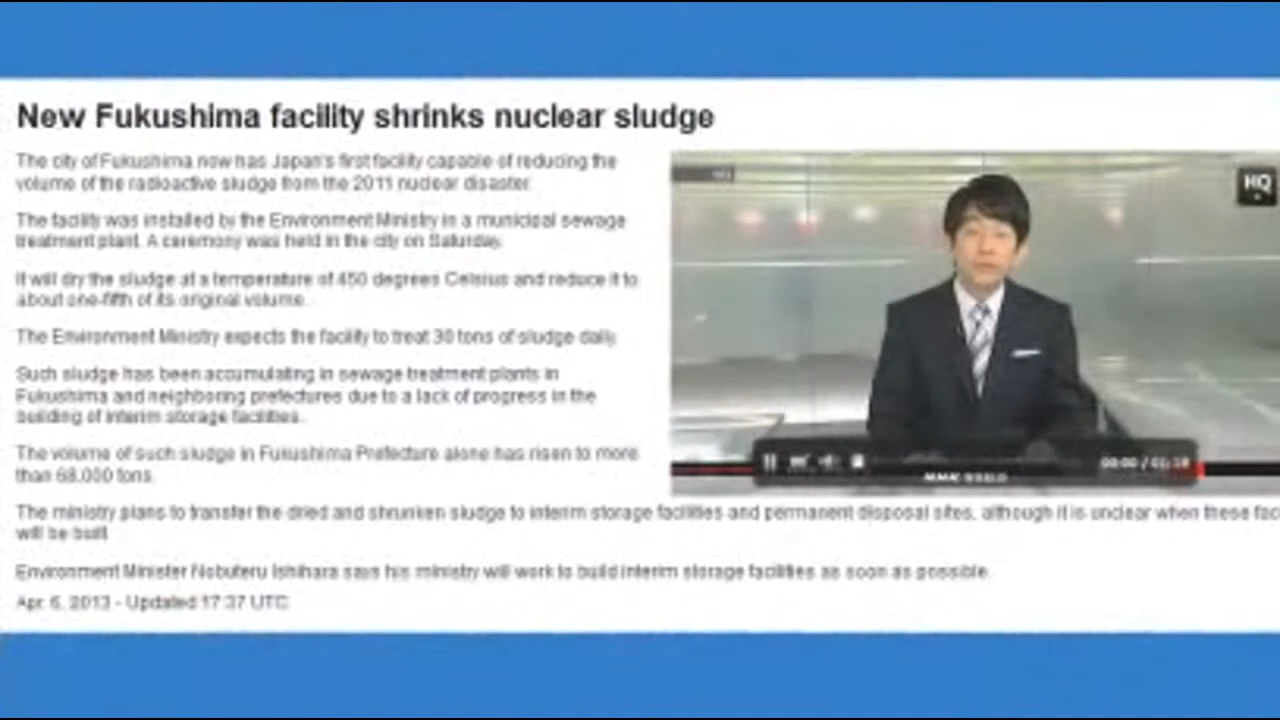 New Fukushima facility shrinks nuclear sludge
The city of Fukushima now has Japan's first facility capable of reducing the
volume of the radioactive sludge from the 2011 nuclear disaster.
The facility was installed by the Environment Ministry in a municipal sewage
treatment plant. A ceremony was held in the city on Saturday.
It will dry the sludge at a temperature of 450 degrees Celsius and reduce it to
about one-fifth of its original volume.
The Environment Ministry expects the facility to treat 30 tons of sludge daily.
Such sludge has been accumulating in sewage treatment plants in
Fukushima and neighboring prefectures due to a lack of progress in the
building of interim storage facilities.
The volume of such sludge in Fukushima Prefecture alone has risen to more
than 68,000 tons.
The ministry plans to transfer the dried and shrunken sludge to interim storage facilities and permanent disposal sites, although it is unclear when these fac
will be built.
Environment Minister Nobuteru Ishihara says his ministry will work to build interim storage facilities as soon as possible.
Apr. 6, 2013 - Updated 17:37 UTC
HQ
00:00 / 01:18
NHK WORLD